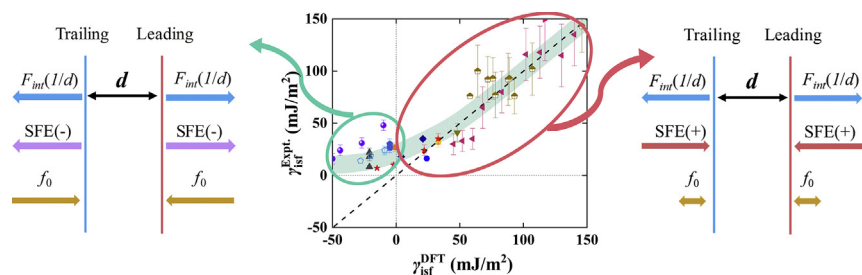 Trailing Leading
F_int(1/d) d F_int(1/d)
SFE(-) SFE(-)
f_0 f_0
150
100
50
0
-50
-50 0 50 100 150
γ_isf^Expt. (mJ/m²)
γ_isf^DFT (mJ/m²)
Trailing Leading
F_int(1/d) d F_int(1/d)
SFE(+) SFE(+)
f_0 f_0